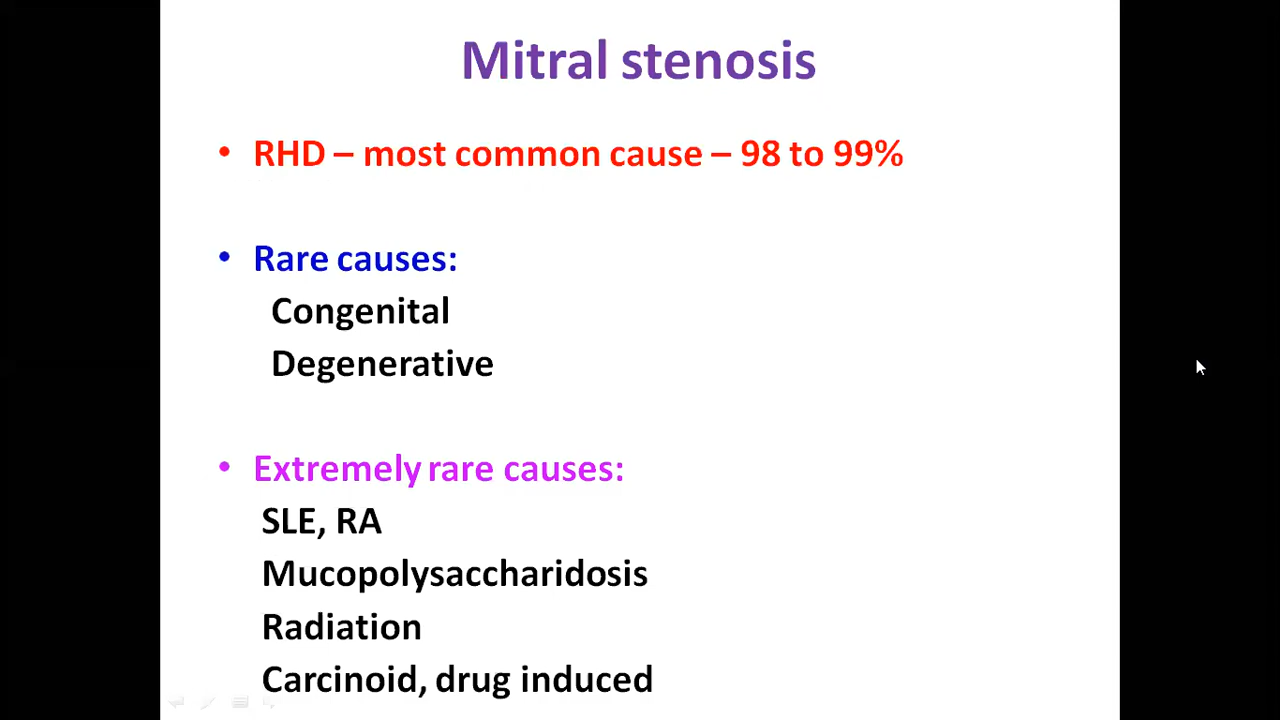 Mitral stenosis
• RHD – most common cause – 98 to 99%
• Rare causes:
Congenital
Degenerative
• Extremely rare causes:
SLE, RA
Mucopolysaccharidosis
Radiation
Carcinoid, drug induced